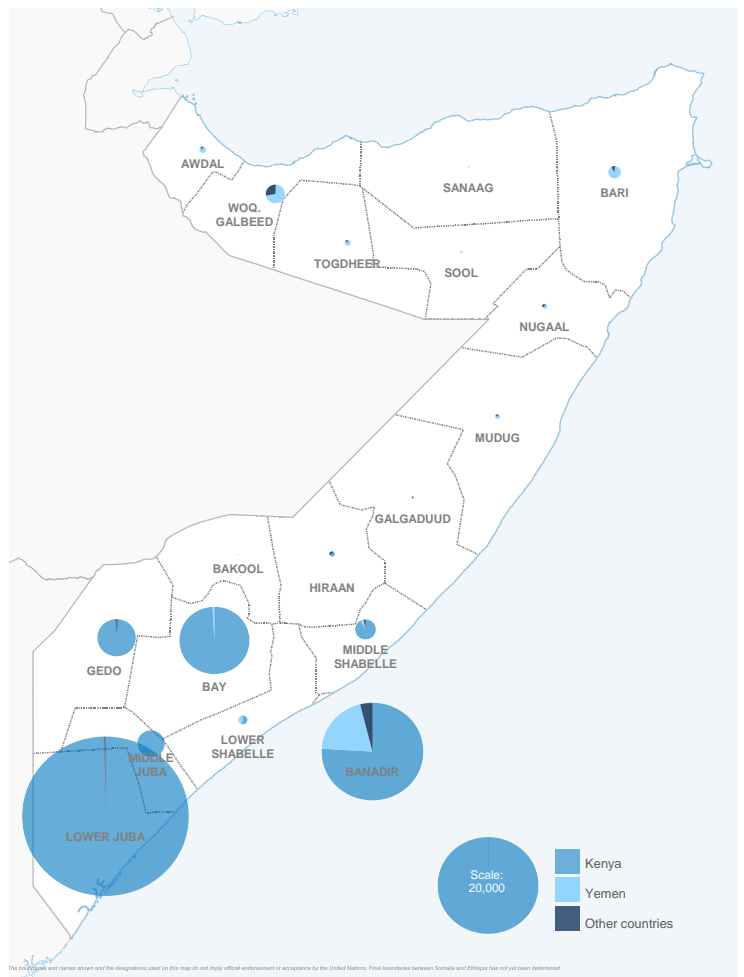 AWDAL
WOQ.
GALBEED
SANAAG
BARI
TOGDHEER
SOOL
NUGAAL
MUDUG
GALGADUUD
BAKOOL
HIRAAN
MIDDLE
SHABELLE
GEDO
BAY
LOWER
SHABELLE
MIDDLE
JUBA
BANADIR
LOWER JUBA
Scale:
20,000
Kenya
Yemen
Other countries
The boundaries and names shown and the designations used on this map do not imply official endorsement or acceptance by the United Nations. Final boundaries between Somalia and Ethiopia has not yet been determined.